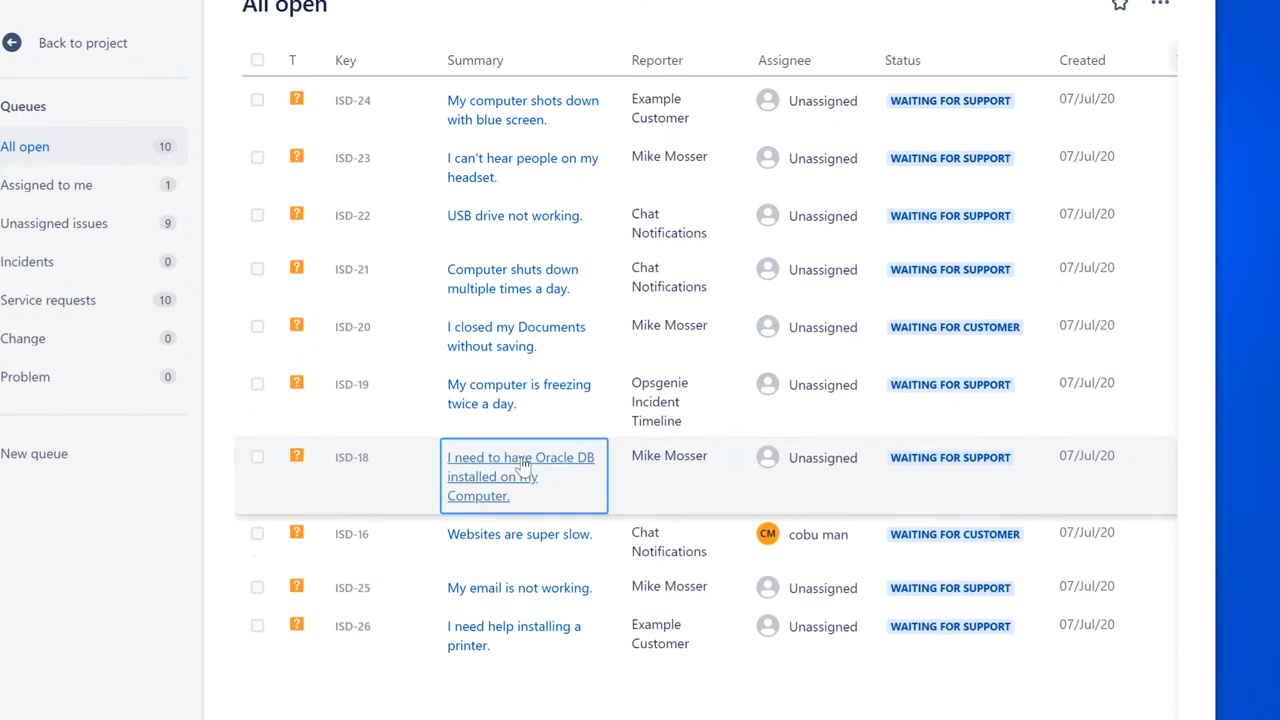 All open
Back to project
Queues
All open 10
Assigned to me 1
Unassigned issues 9
Incidents 0
Service requests 10
Change 0
Problem 0
New queue
T Key Summary Reporter Assignee Status Created
? ISD-24 My computer shots down Example Unassigned WAITING FOR SUPPORT 07/Jul/20
with blue screen. Customer
? ISD-23 I can't hear people on my Mike Mosser Unassigned WAITING FOR SUPPORT 07/Jul/20
headset.
? ISD-22 USB drive not working. Chat Unassigned WAITING FOR SUPPORT 07/Jul/20
Notifications
? ISD-21 Computer shuts down Chat Unassigned WAITING FOR SUPPORT 07/Jul/20
multiple times a day. Notifications
? ISD-20 I closed my Documents Mike Mosser Unassigned WAITING FOR CUSTOMER 07/Jul/20
without saving.
? ISD-19 My computer is freezing Opsgenie Unassigned WAITING FOR SUPPORT 07/Jul/20
twice a day. Incident
Timeline
? ISD-18 I need to have Oracle DB Mike Mosser Unassigned WAITING FOR SUPPORT 07/Jul/20
installed on my
Computer.
? ISD-16 Websites are super slow. Chat CM cobu man WAITING FOR CUSTOMER 07/Jul/20
Notifications
? ISD-25 My email is not working. Mike Mosser Unassigned WAITING FOR SUPPORT 07/Jul/20
? ISD-26 I need help installing a Example Unassigned WAITING FOR SUPPORT 07/Jul/20
printer. Customer